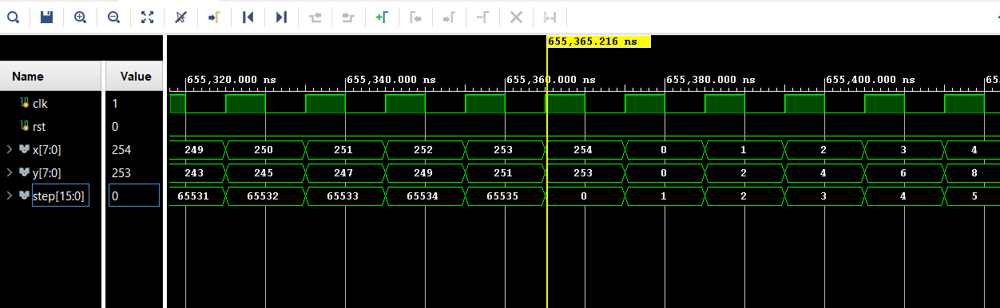 655,365.216 ns
Name Value
655,320.000 ns 655,340.000 ns 655,360.000 ns 655,380.000 ns 655,400.000 ns
clk 1
rst 0
x[7:0] 254 249 250 251 252 253 254 0 1 2 3 4
y[7:0] 253 243 245 247 249 251 253 0 2 4 6 8
step[15:0] 0 65531 65532 65533 65534 65535 0 1 2 3 4 5